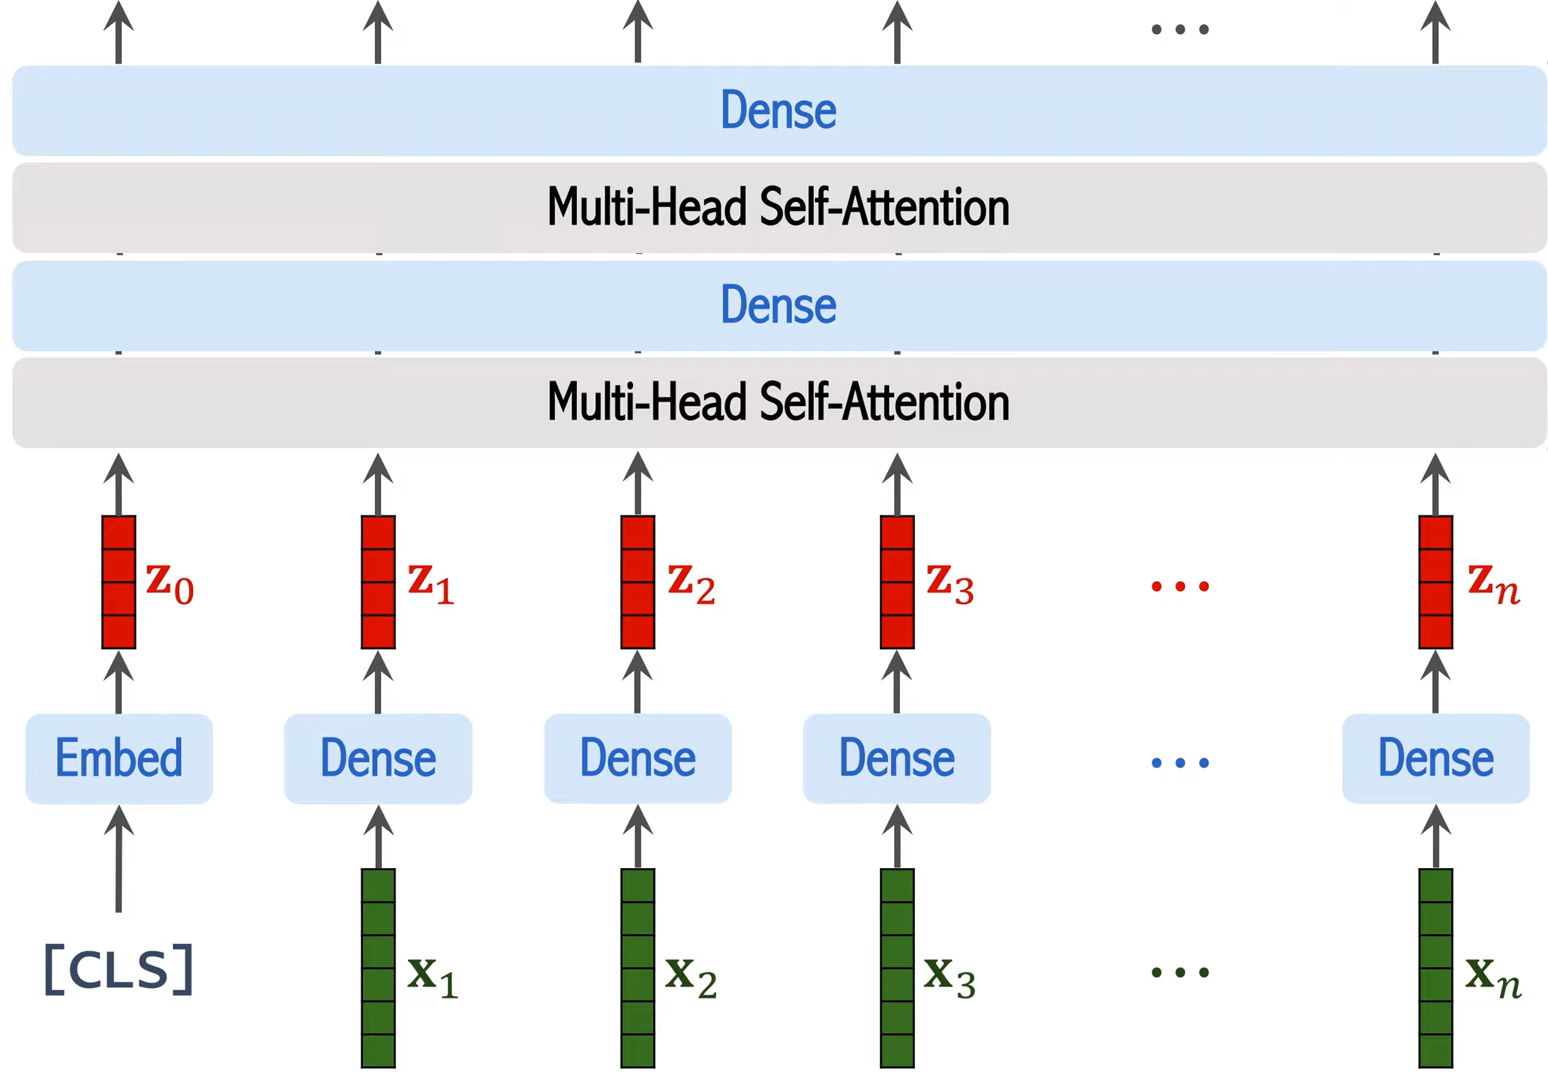 ...
Dense
Multi-Head Self-Attention
Dense
Multi-Head Self-Attention
z₀ z₁ z₂ z₃ ... zₙ
Embed Dense Dense Dense ... Dense
[CLS] x₁ x₂ x₃ ... xₙ